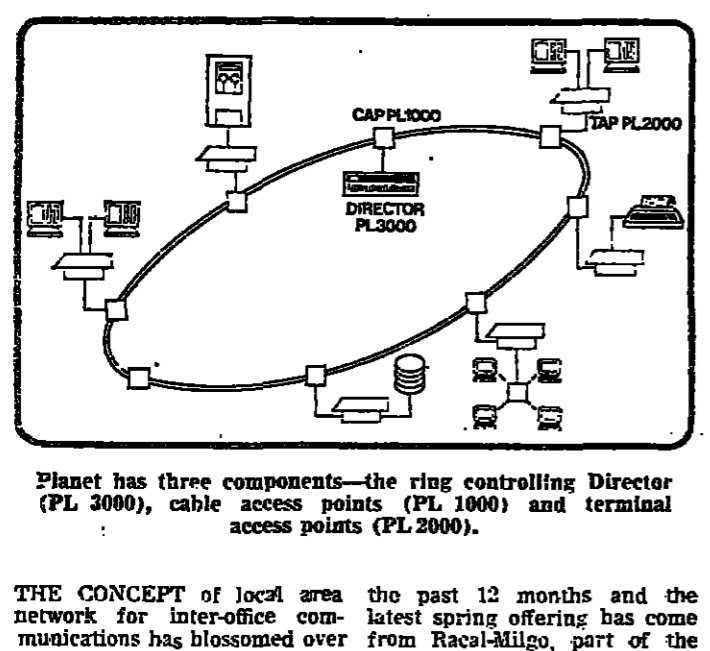 CAP PL1000
TAP PL2000
DIRECTOR
PL3000
Planet has three components—the ring controlling Director
(PL 3000), cable access points (PL 1000) and terminal
access points (PL 2000).
THE CONCEPT of local area
network for inter-office com-
munications has blossomed over
the past 12 months and the
latest spring offering has come
from Racal-Milgo, part of the